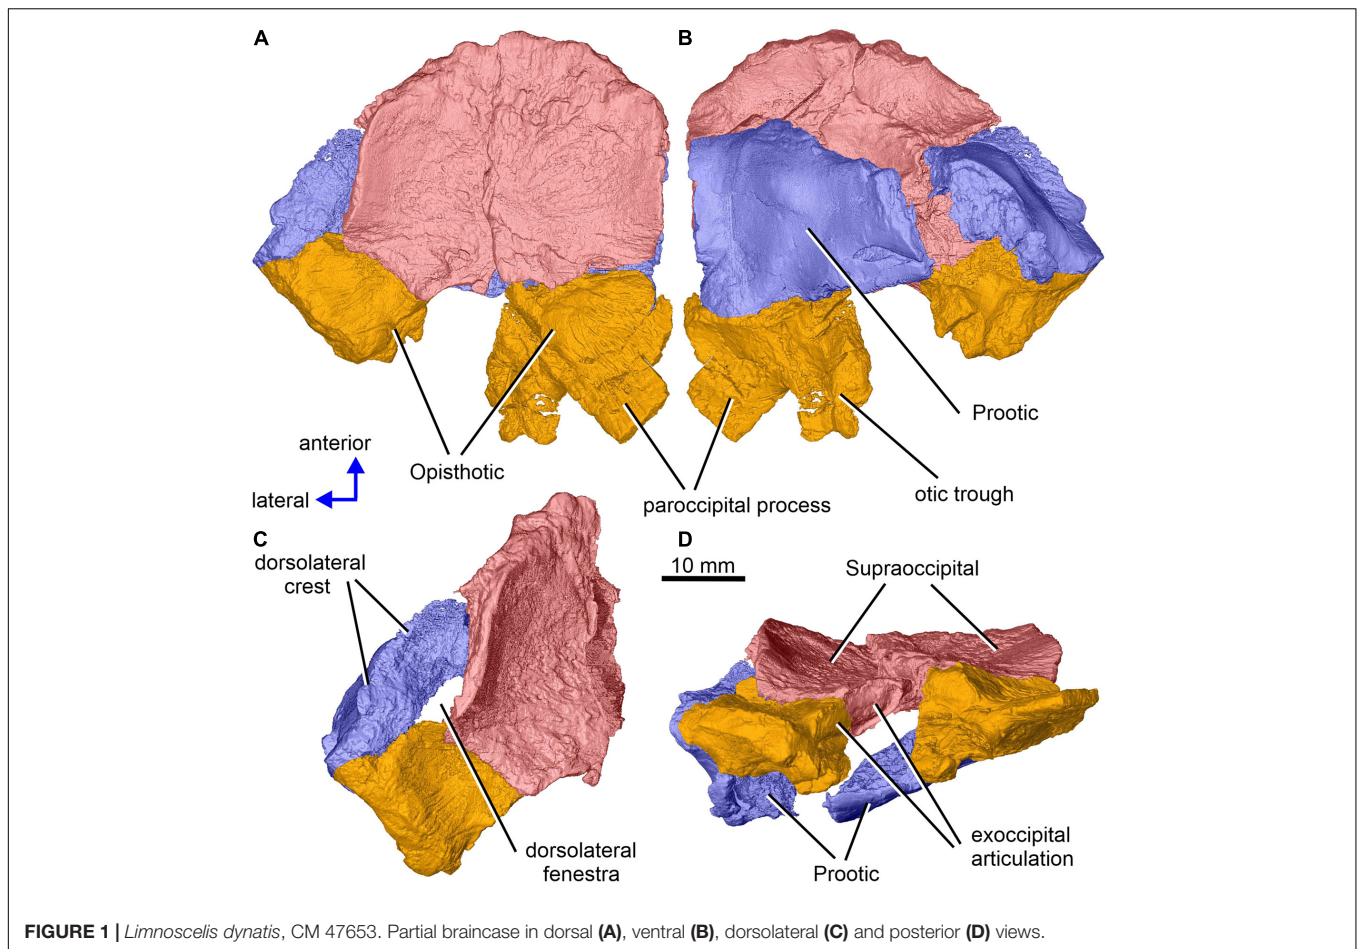 A
B
Prootic
anterior
lateral
Opisthotic
paroccipital process
otic trough
C
dorsolateral
crest
dorsolateral
fenestra
D
10 mm
Supraoccipital
exoccipital
articulation
Prootic
FIGURE 1 | Limnoscelis dynatis, CM 47653. Partial braincase in dorsal (A), ventral (B), dorsolateral (C) and posterior (D) views.